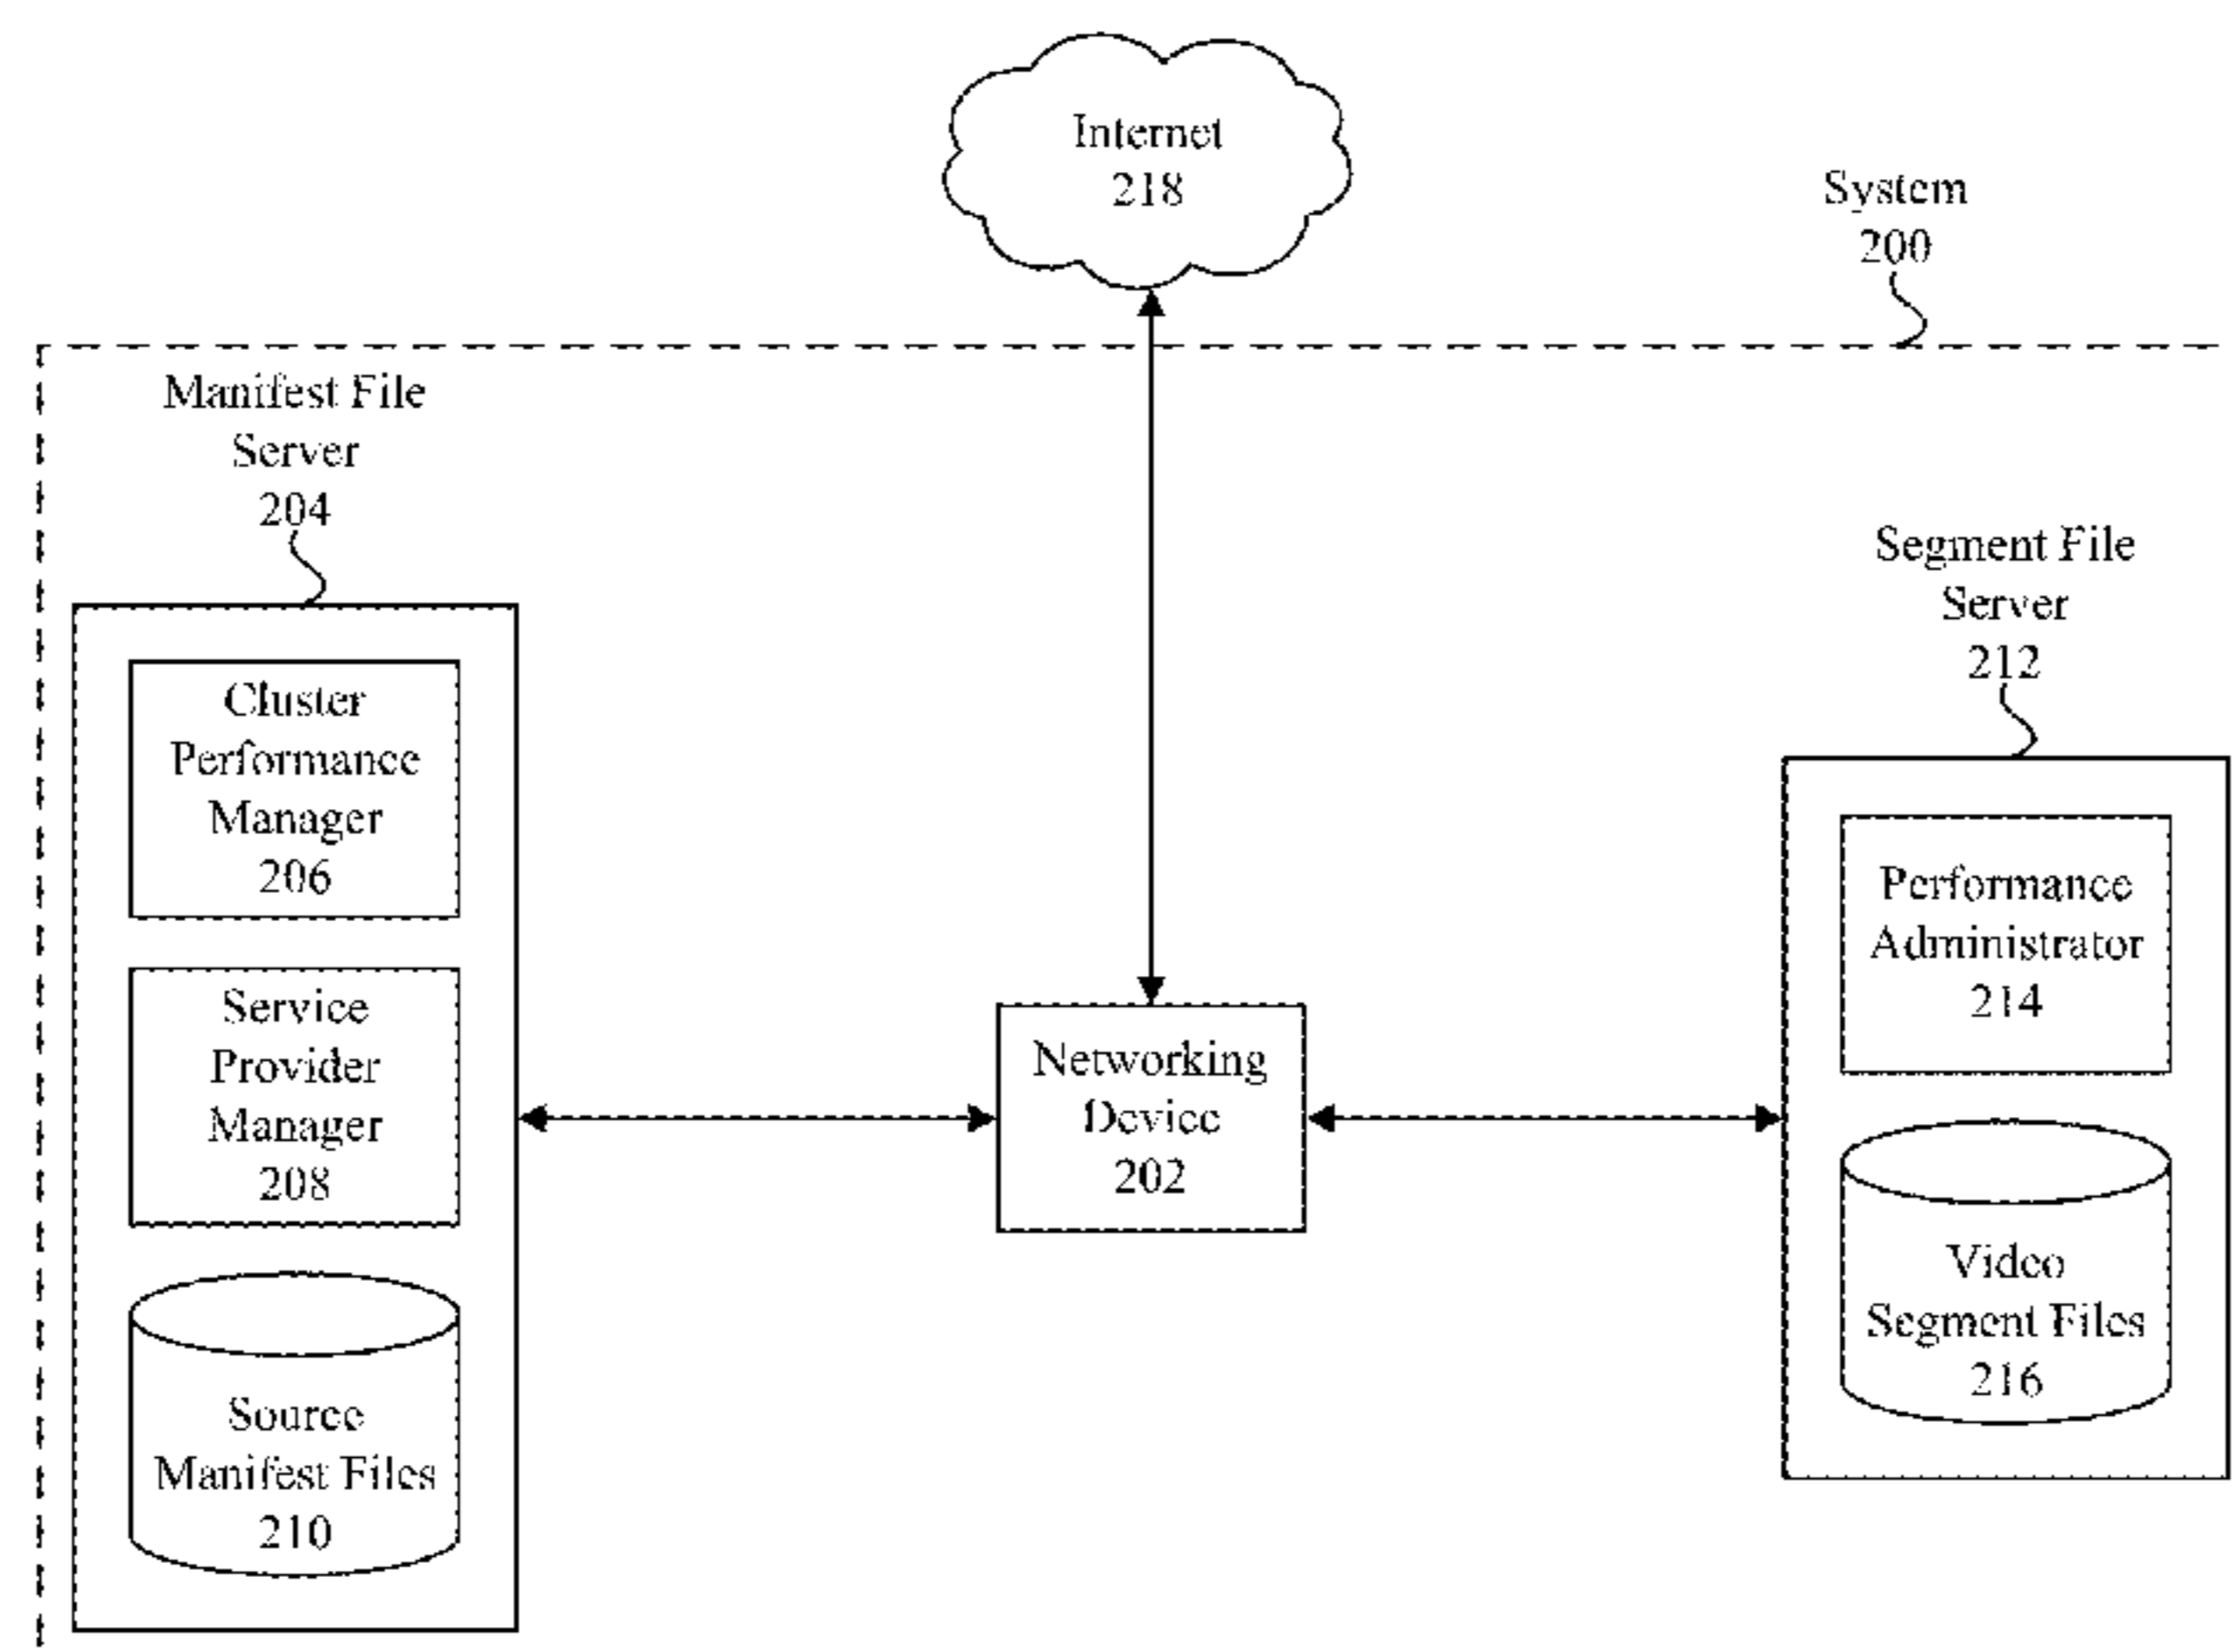 Internet
218
System
200
Manifest File
Server
204
Segment File
Server
212
Cluster
Performance
Manager
206
Service
Provider
Manager
208
Source
Manifest Files
210
Networking
Device
202
Performance
Administrator
214
Video
Segment Files
216